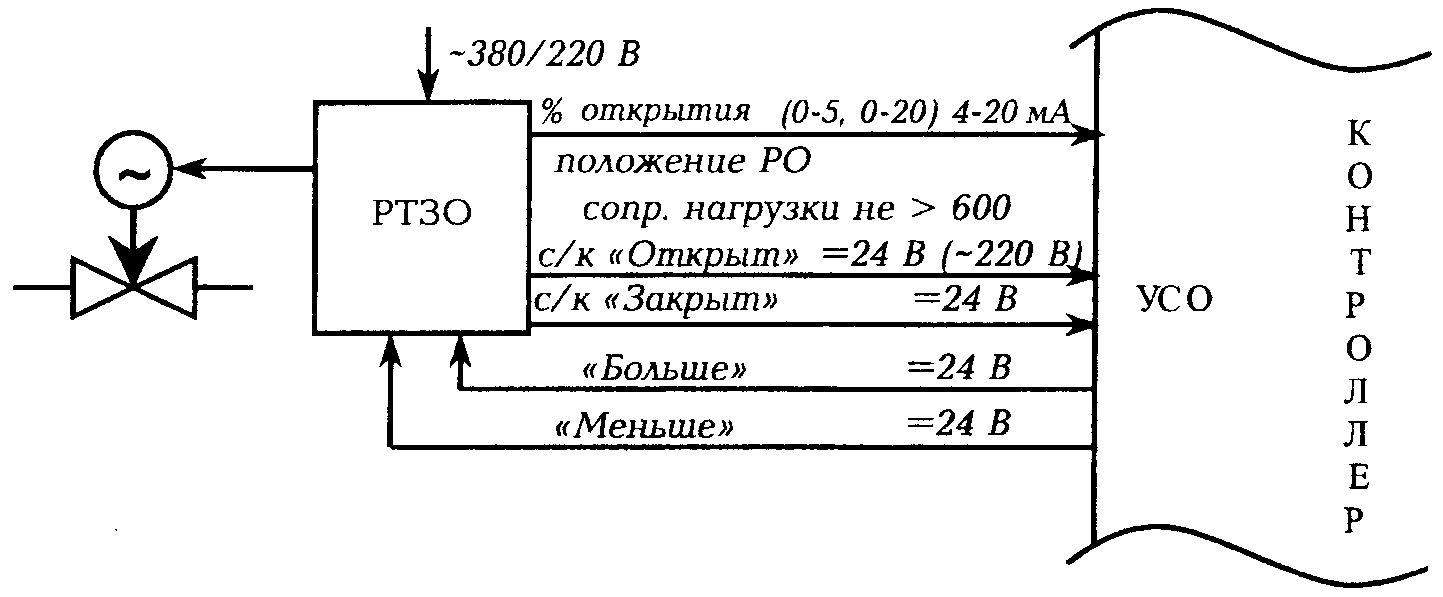 ~380/220 В
% открытия (0-5, 0-20) 4-20 мА
положение РО
сопр. нагрузки не > 600
с/к «Открыт» =24 В (~220 В)
с/к «Закрыт» =24 В
«Больше» =24 В
«Меньше» =24 В
~
РТЗО
УСО
КОНТРОЛЛЕР